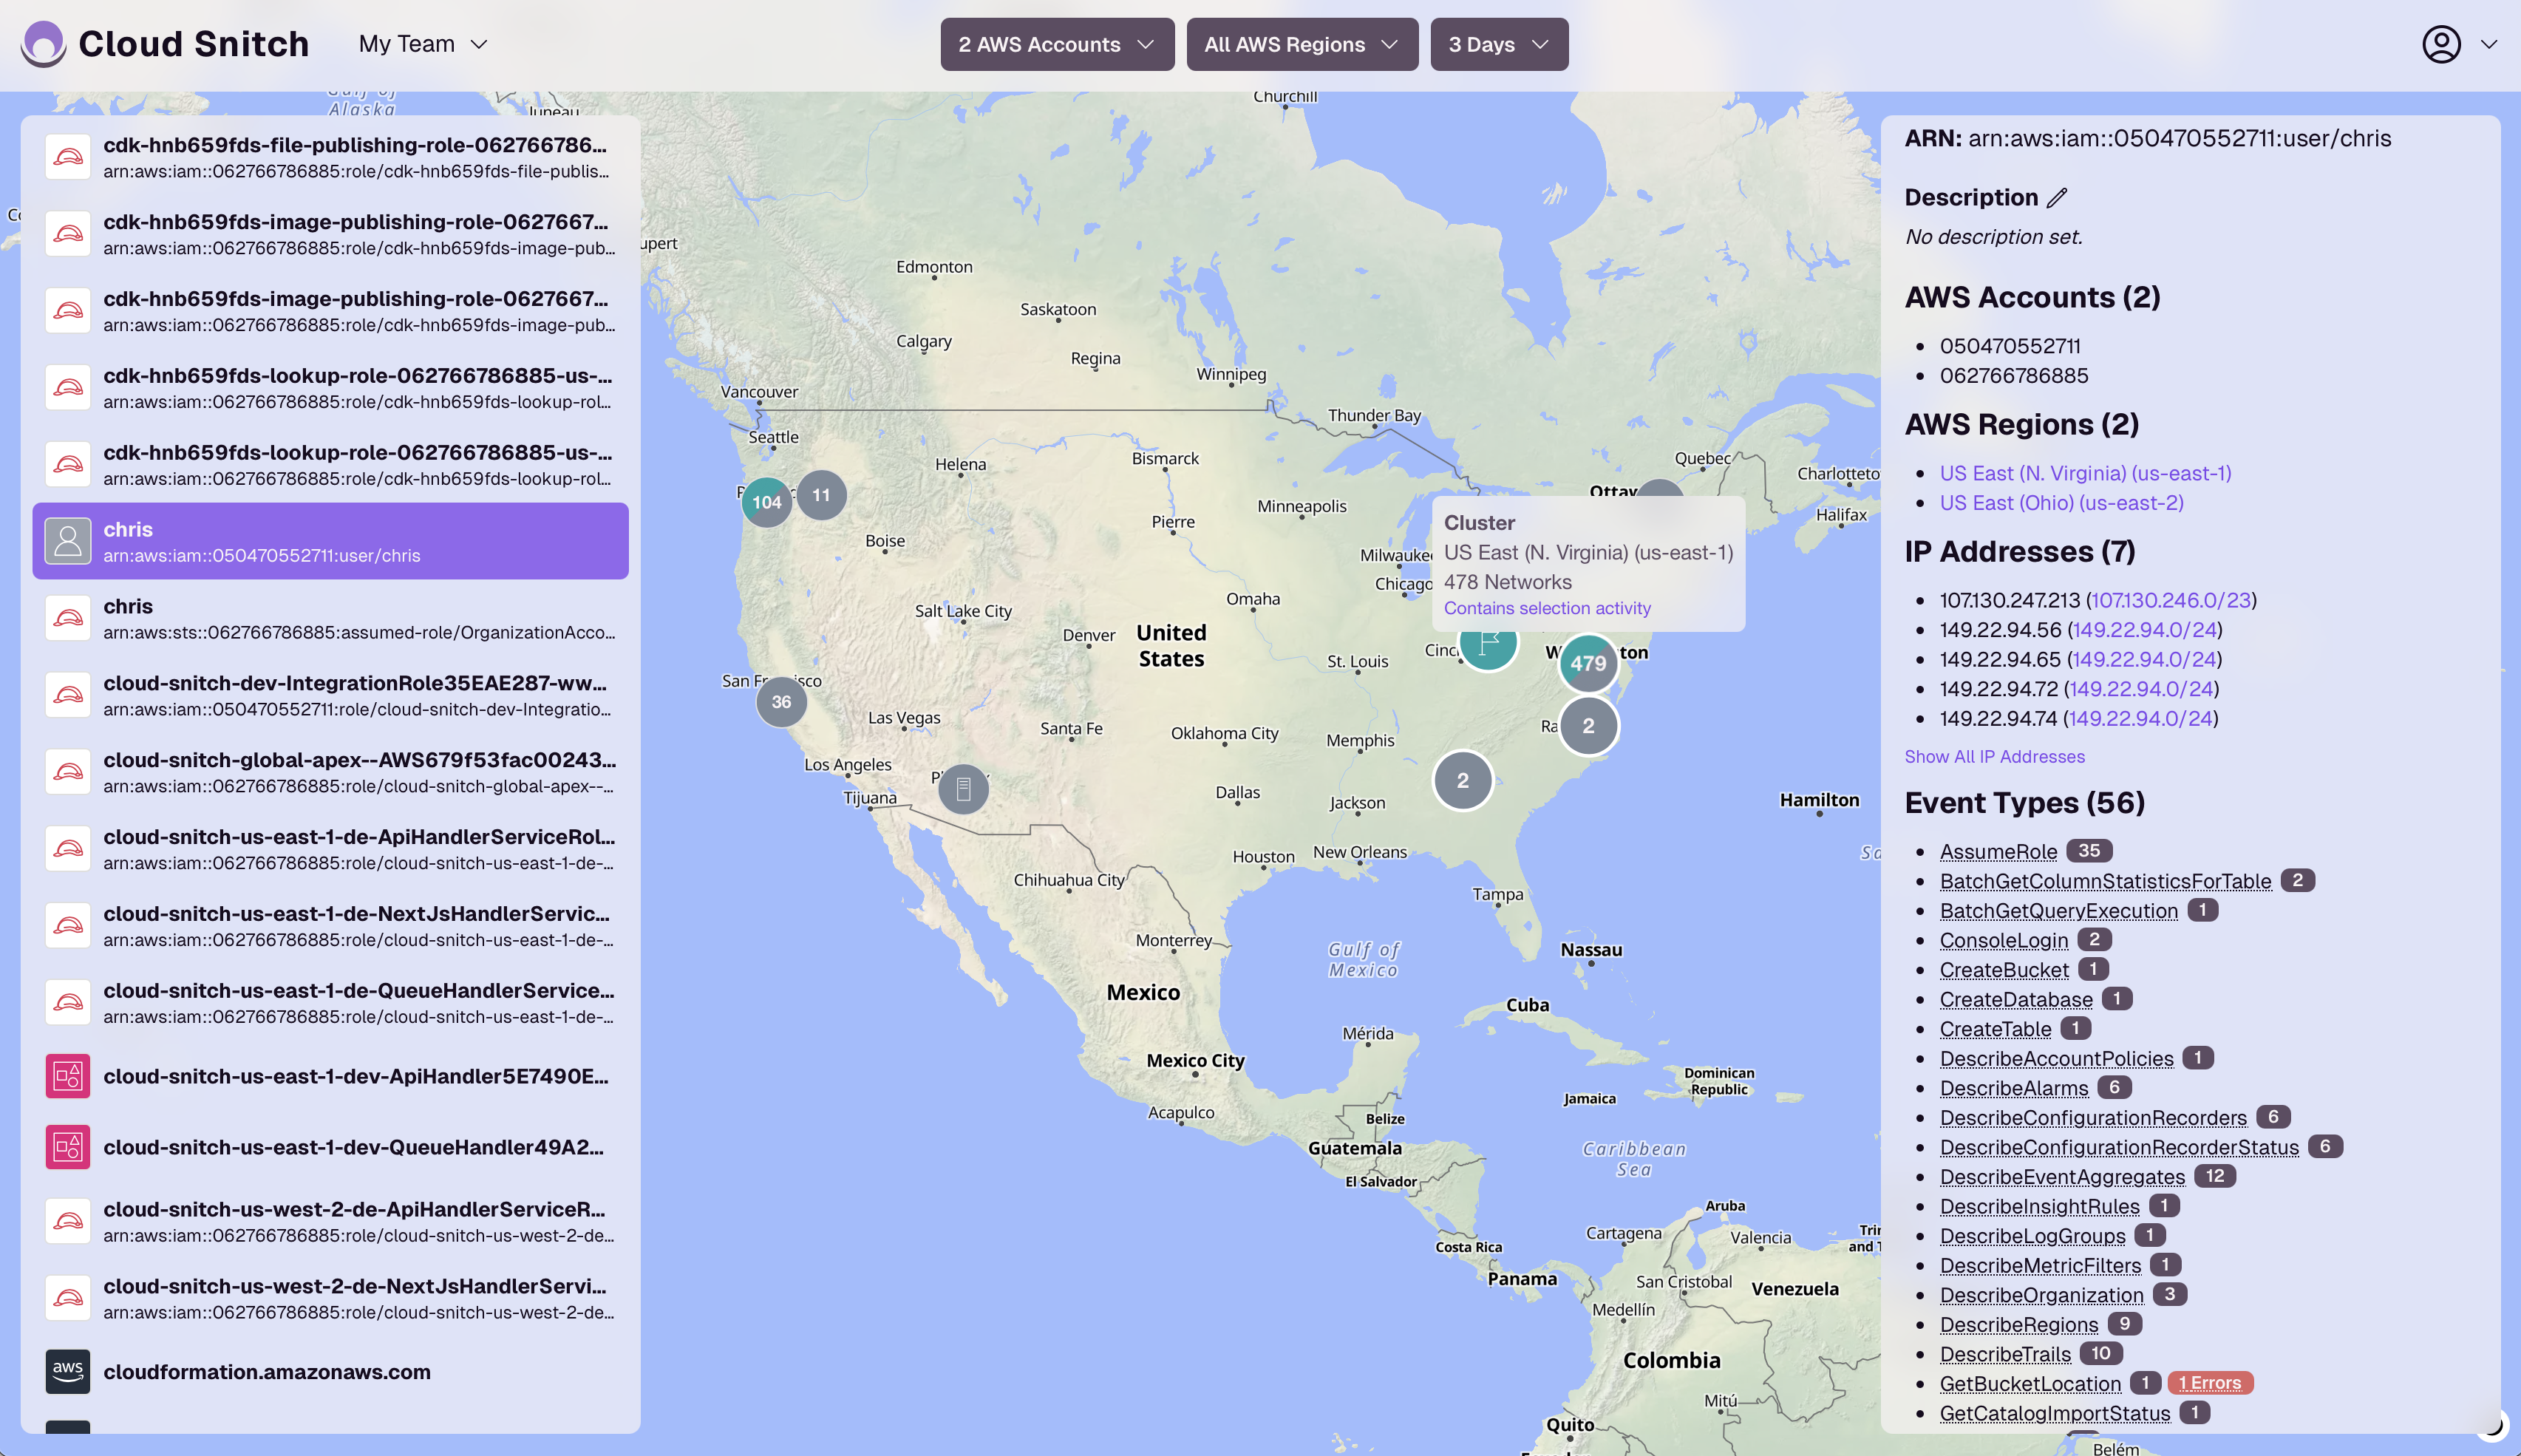 Cloud Snitch
My Team
2 AWS Accounts
All AWS Regions
3 Days
cdk-hnb659fds-file-publishing-role-062766786...
arn:aws:iam::062766786885:role/cdk-hnb659fds-file-publis...
cdk-hnb659fds-image-publishing-role-0627667...
arn:aws:iam::062766786885:role/cdk-hnb659fds-image-pub...
cdk-hnb659fds-image-publishing-role-0627667...
arn:aws:iam::062766786885:role/cdk-hnb659fds-image-pub...
cdk-hnb659fds-lookup-role-062766786885-us-...
arn:aws:iam::062766786885:role/cdk-hnb659fds-lookup-rol...
cdk-hnb659fds-lookup-role-062766786885-us-...
arn:aws:iam::062766786885:role/cdk-hnb659fds-lookup-rol...
chris
arn:aws:iam::050470552711:user/chris
chris
arn:aws:sts::062766786885:assumed-role/OrganizationAcco...
cloud-snitch-dev-IntegrationRole35EAE287-ww...
arn:aws:iam::050470552711:role/cloud-snitch-dev-Integratio...
cloud-snitch-global-apex--AWS679f53fac00243...
arn:aws:iam::062766786885:role/cloud-snitch-global-apex--...
cloud-snitch-us-east-1-de-ApiHandlerServiceRol...
arn:aws:iam::062766786885:role/cloud-snitch-us-east-1-de-...
cloud-snitch-us-east-1-de-NextJsHandlerServic...
arn:aws:iam::062766786885:role/cloud-snitch-us-east-1-de-...
cloud-snitch-us-east-1-de-QueueHandlerService...
arn:aws:iam::062766786885:role/cloud-snitch-us-east-1-de-...
cloud-snitch-us-east-1-dev-ApiHandler5E7490E...
cloud-snitch-us-east-1-dev-QueueHandler49A2...
cloud-snitch-us-west-2-de-ApiHandlerServiceR...
arn:aws:iam::062766786885:role/cloud-snitch-us-west-2-de...
cloud-snitch-us-west-2-de-NextJsHandlerServi...
arn:aws:iam::062766786885:role/cloud-snitch-us-west-2-de...
aws
cloudformation.amazonaws.com
Gulf of
Alaska
Juneau
Churchill
Edmonton
Saskatoon
Calgary
Regina
Winnipeg
Vancouver
Thunder Bay
Seattle
Helena
Bismarck
Quebec
Charlotteto
104
11
Minneapolis
Halifax
Pierre
Boise
Cluster
US East (N. Virginia) (us-east-1)
478 Networks
Contains selection activity
Chicago
Omaha
Salt Lake City
Denver
United
States
St. Louis
479
36
Las Vegas
Santa Fe
Oklahoma City
Memphis
2
2
Los Angeles
Tijuana
Dallas
Jackson
Hamilton
Houston
New Orleans
Chihuahua City
Tampa
Monterrey
Gulf of
Mexico
Nassau
Mexico
Cuba
Mérida
Mexico City
Dominican
Republic
Jamaica
Acapulco
Belize
Guatemala
Caribbean
Sea
El Salvador
Aruba
Cartagena
Valencia
Costa Rica
Panama
San Cristobal
Venezuela
Medellín
Colombia
Mitú
Quito
Belém
ARN: arn:aws:iam::050470552711:user/chris
Description
No description set.
AWS Accounts (2)
050470552711
062766786885
AWS Regions (2)
US East (N. Virginia) (us-east-1)
US East (Ohio) (us-east-2)
IP Addresses (7)
107.130.247.213 (107.130.246.0/23)
149.22.94.56 (149.22.94.0/24)
149.22.94.65 (149.22.94.0/24)
149.22.94.72 (149.22.94.0/24)
149.22.94.74 (149.22.94.0/24)
Show All IP Addresses
Event Types (56)
AssumeRole 35
BatchGetColumnStatisticsForTable 2
BatchGetQueryExecution 1
ConsoleLogin 2
CreateBucket 1
CreateDatabase 1
CreateTable 1
DescribeAccountPolicies 1
DescribeAlarms 6
DescribeConfigurationRecorders 6
DescribeConfigurationRecorderStatus 6
DescribeEventAggregates 12
DescribeInsightRules 1
DescribeLogGroups 1
DescribeMetricFilters 1
DescribeOrganization 3
DescribeRegions 9
DescribeTrails 10
GetBucketLocation 1 1 Errors
GetCatalogImportStatus 1